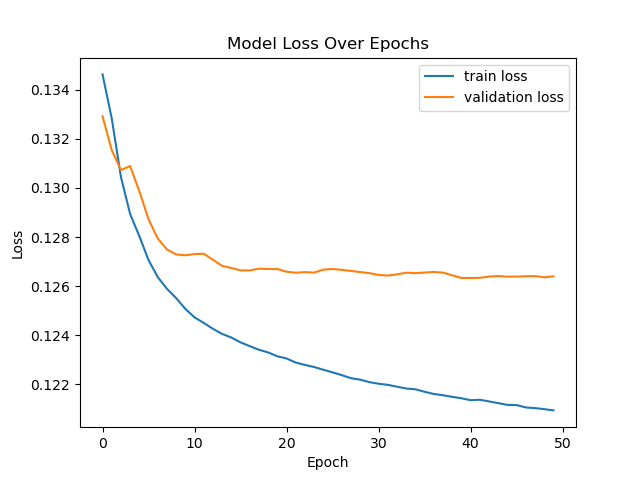 Model Loss Over Epochs
train loss
validation loss
Loss
0.134
0.132
0.130
0.128
0.126
0.124
0.122
0
10
20
30
40
50
Epoch